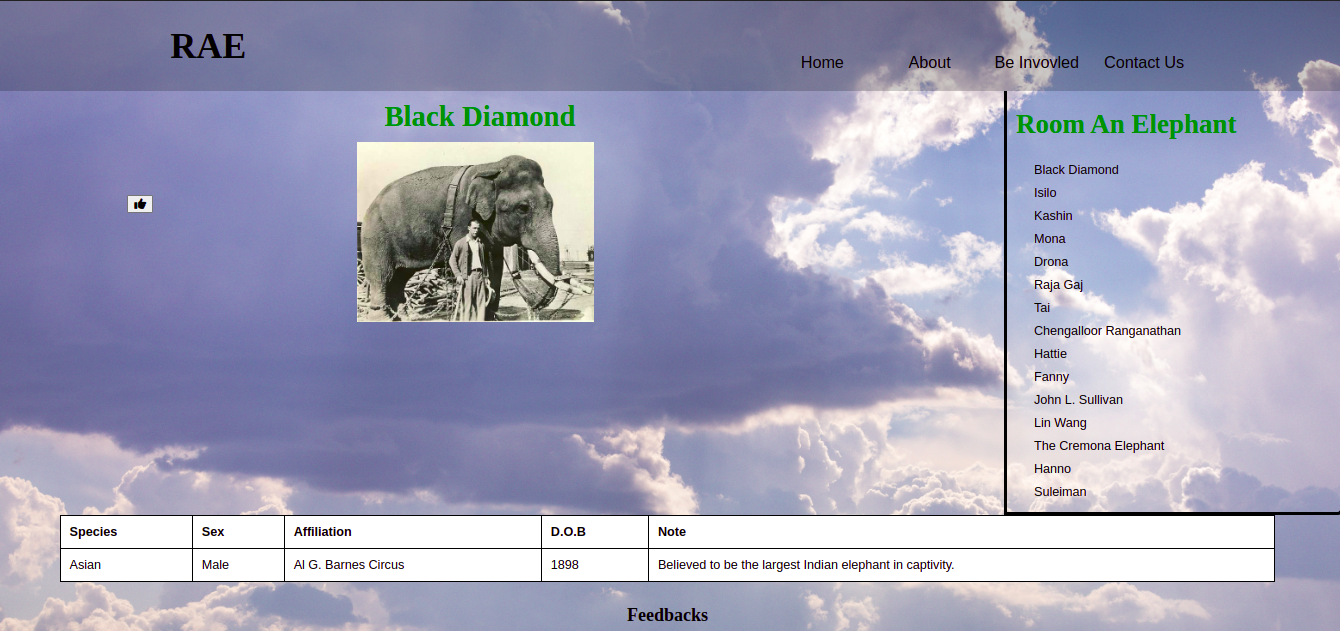 RAE
Home About Be Invovled Contact Us
Black Diamond
Room An Elephant
Black Diamond
Isilo
Kashin
Mona
Drona
Raja Gaj
Tai
Chengalloor Ranganathan
Hattie
Fanny
John L. Sullivan
Lin Wang
The Cremona Elephant
Hanno
Suleiman
Species Sex Affiliation D.O.B Note
Asian Male Al G. Barnes Circus 1898 Believed to be the largest Indian elephant in captivity.
Feedbacks